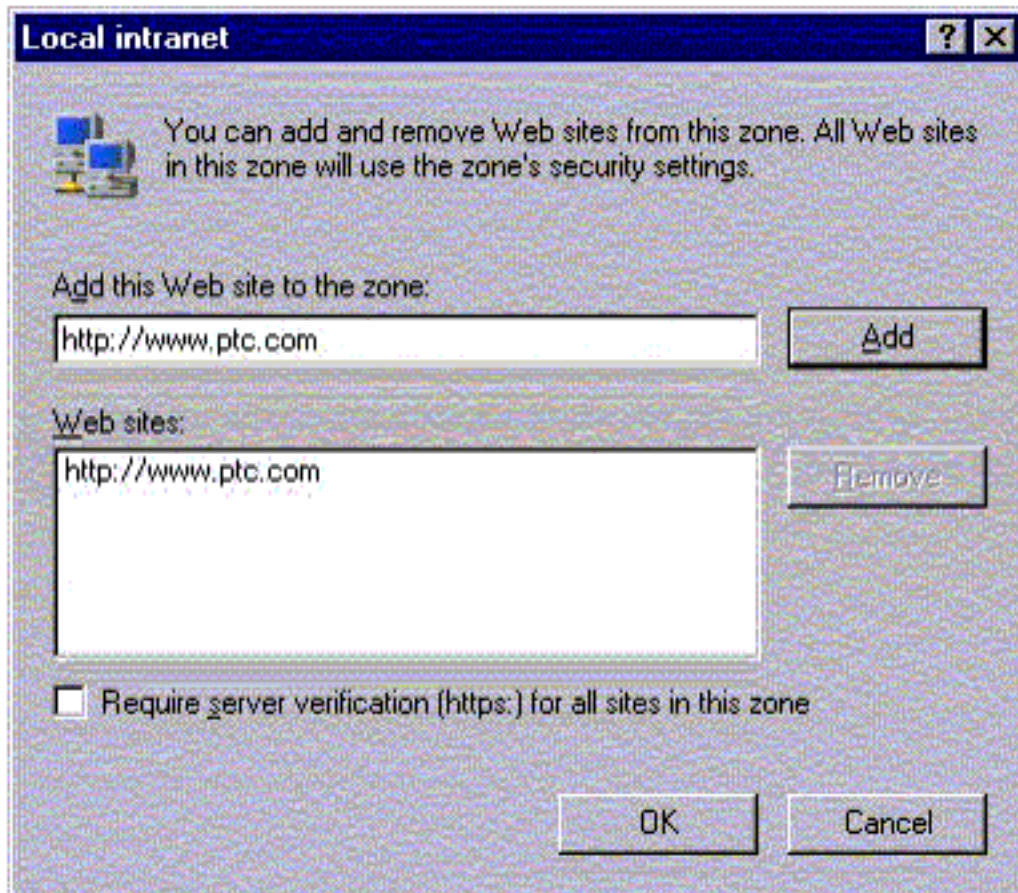 Local intranet
You can add and remove Web sites from this zone. All Web sites
in this zone will use the zone's security settings.
Add this Web site to the zone:
http://www.ptc.com
Add
Web sites:
http://www.ptc.com
Remove
Require server verification (https:) for all sites in this zone
OK
Cancel